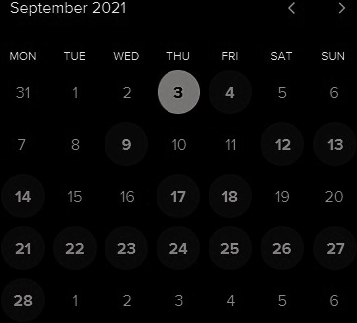 September 2021
MON TUE WED THU FRI SAT SUN
31 1 2 3 4 5 6
7 8 9 10 11 12 13
14 15 16 17 18 19 20
21 22 23 24 25 26 27
28 1 2 3 4 5 6